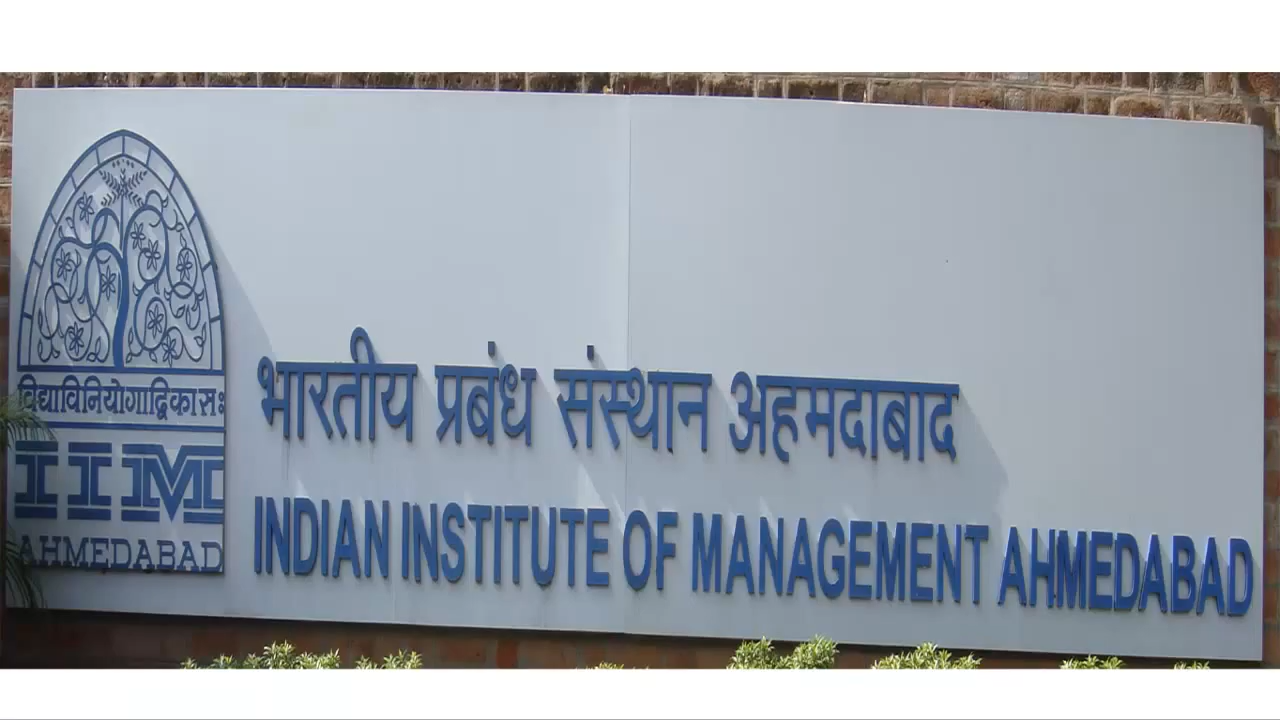 विद्याविनियोगाद्विकासः
IIM
AHMEDABAD
भारतीय प्रबंध संस्थान अहमदाबाद
INDIAN INSTITUTE OF MANAGEMENT AHMEDABAD